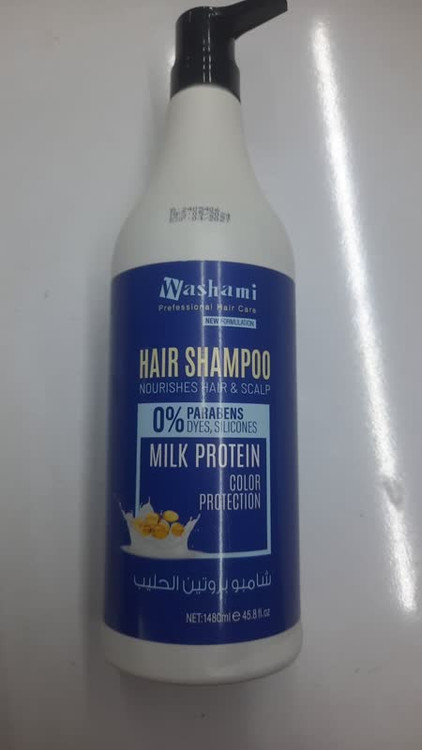 Washami
Professional Hair Care
NEW FORMULATION
HAIR SHAMPOO
NOURISHES HAIR & SCALP
0% PARABENS
DYES, SILICONES
MILK PROTEIN
COLOR
PROTECTION
شامبو بروتين الحليب
NET:1480ml e 45.8 fl.oz